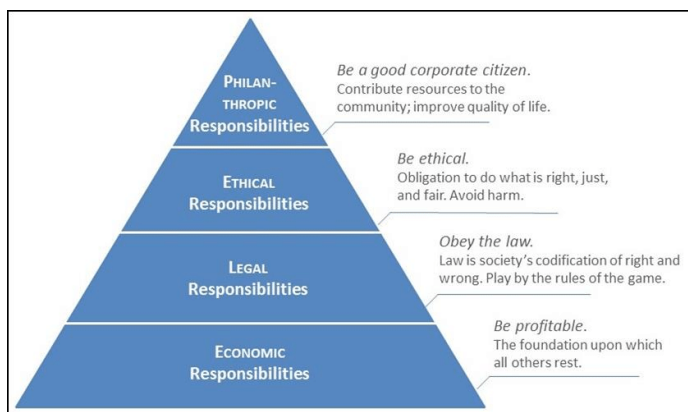 PHILAN-
THROPIC
Responsibilities
Be a good corporate citizen.
Contribute resources to the
community; improve quality of life.
ETHICAL
Responsibilities
Be ethical.
Obligation to do what is right, just,
and fair. Avoid harm.
LEGAL
Responsibilities
Obey the law.
Law is society's codification of right and
wrong. Play by the rules of the game.
ECONOMIC
Responsibilities
Be profitable.
The foundation upon which
all others rest.